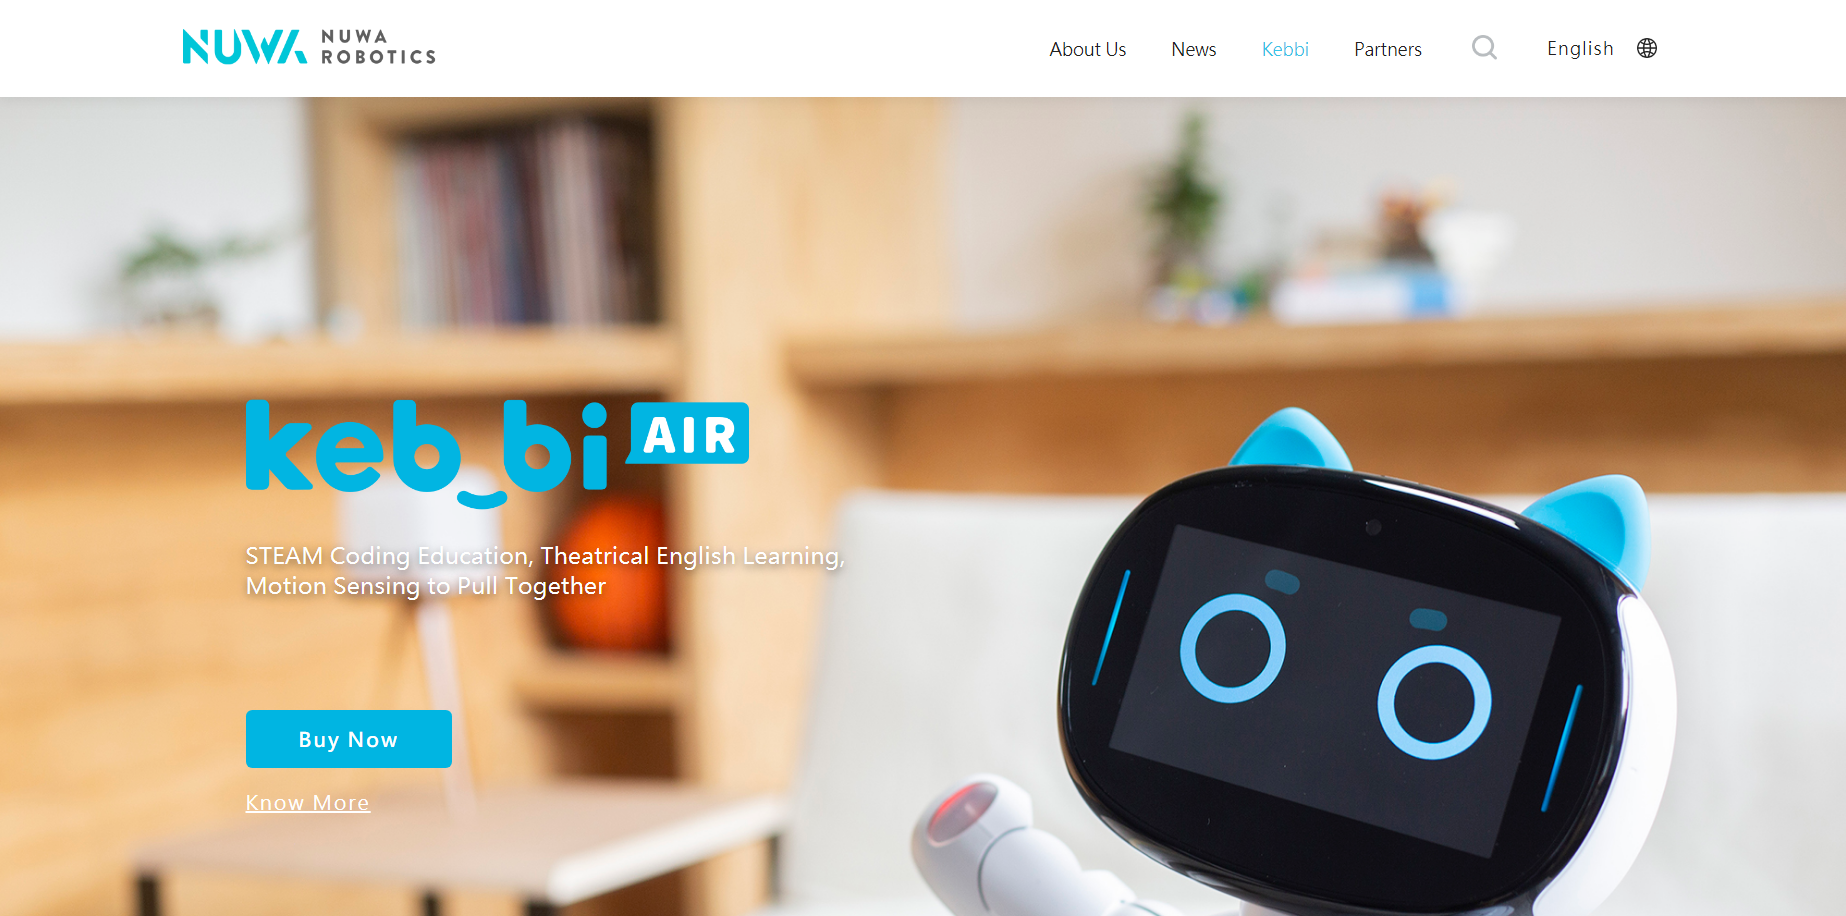 NUWA
NUWA
ROBOTICS
About Us
News
Kebbi
Partners
English
kebbi AIR
STEAM Coding Education, Theatrical English Learning,
Motion Sensing to Pull Together
Buy Now
Know More